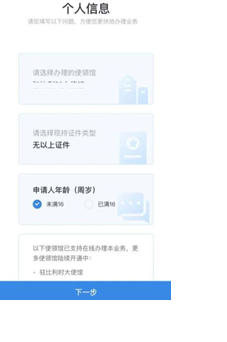 个人信息
请您填写以下问题，方便您更快地办理业务
请选择办理的使领馆
请选择现持证件类型
无以上证件
申请人年龄（周岁）
未满16
已满16
以下使领馆已支持在线办理本业务，更
多使领馆陆续开通中：
- 驻比利时大使馆
下一步